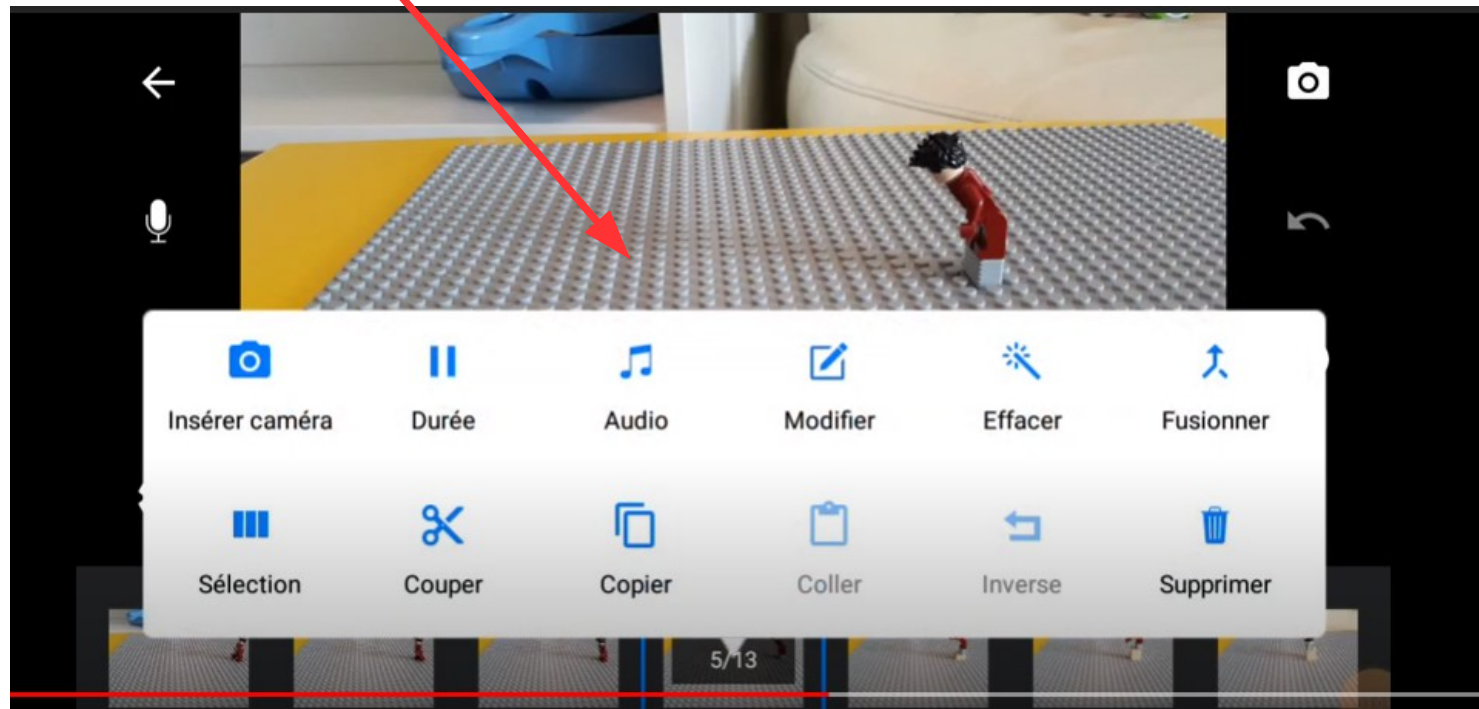 Insérer caméra
Durée
Audio
Modifier
Effacer
Fusionner
Sélection
Couper
Copier
Coller
Inverse
Supprimer
5/13